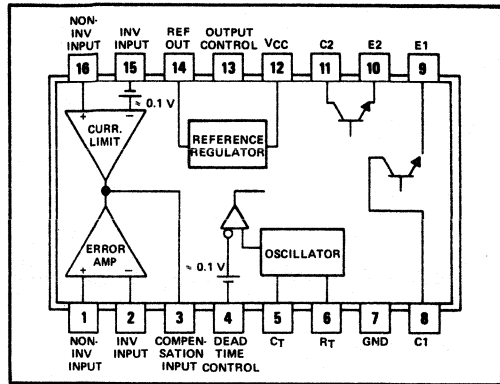 NON-
INV
INPUT
INV
INPUT
REF
OUT
OUTPUT
CONTROL
VCC
C2
E2
E1
16
15
14
13
12
11
10
9
≈ 0.1 V
+
−
CURR.
LIMIT
REFERENCE
REGULATOR
ERROR
AMP
+
−
≈ 0.1 V
OSCILLATOR
1
2
3
4
5
6
7
8
NON-
INV
INPUT
INV
INPUT
COMPEN-
SATION
INPUT
DEAD
TIME
CONTROL
CT
RT
GND
C1